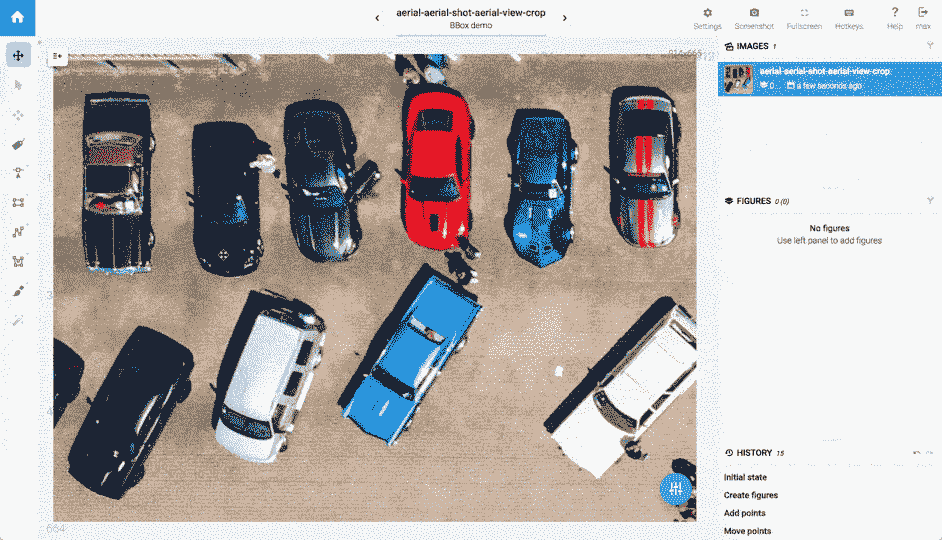 aerial-aerial-shot-aerial-view-crop
BBox demo
Settings
Screenshot
Fullscreen
Hotkeys
Help
max
IMAGES 1
aerial-aerial-shot-aerial-view-crop
0
a few seconds ago
FIGURES 0 (0)
No figures
Use left panel to add figures
664
HISTORY 15
Initial state
Create figures
Add points
Move points